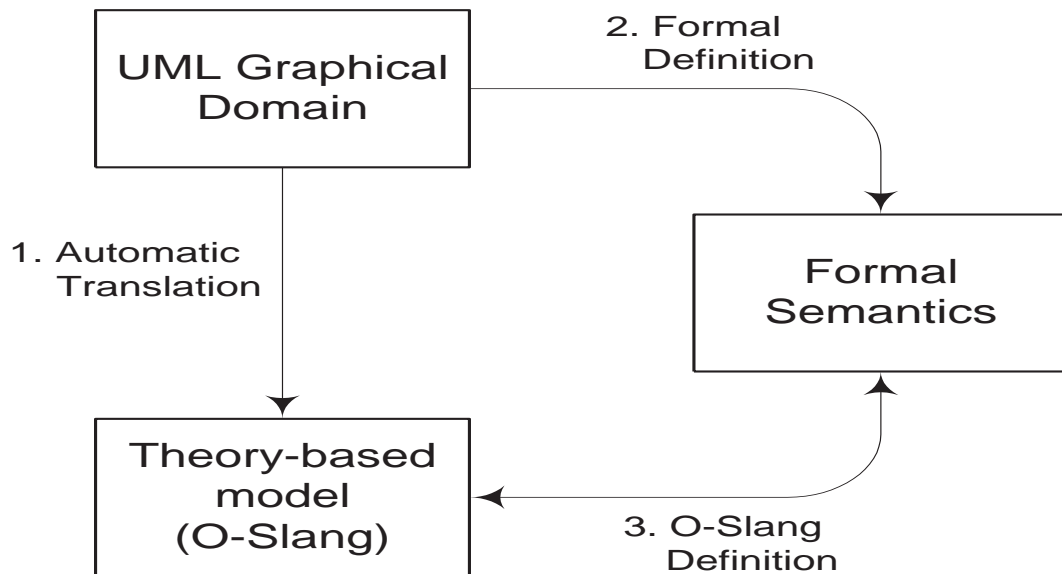 UML Graphical
Domain
2. Formal
Definition
1. Automatic
Translation
Formal
Semantics
Theory-based
model
(O-Slang)
3. O-Slang
Definition